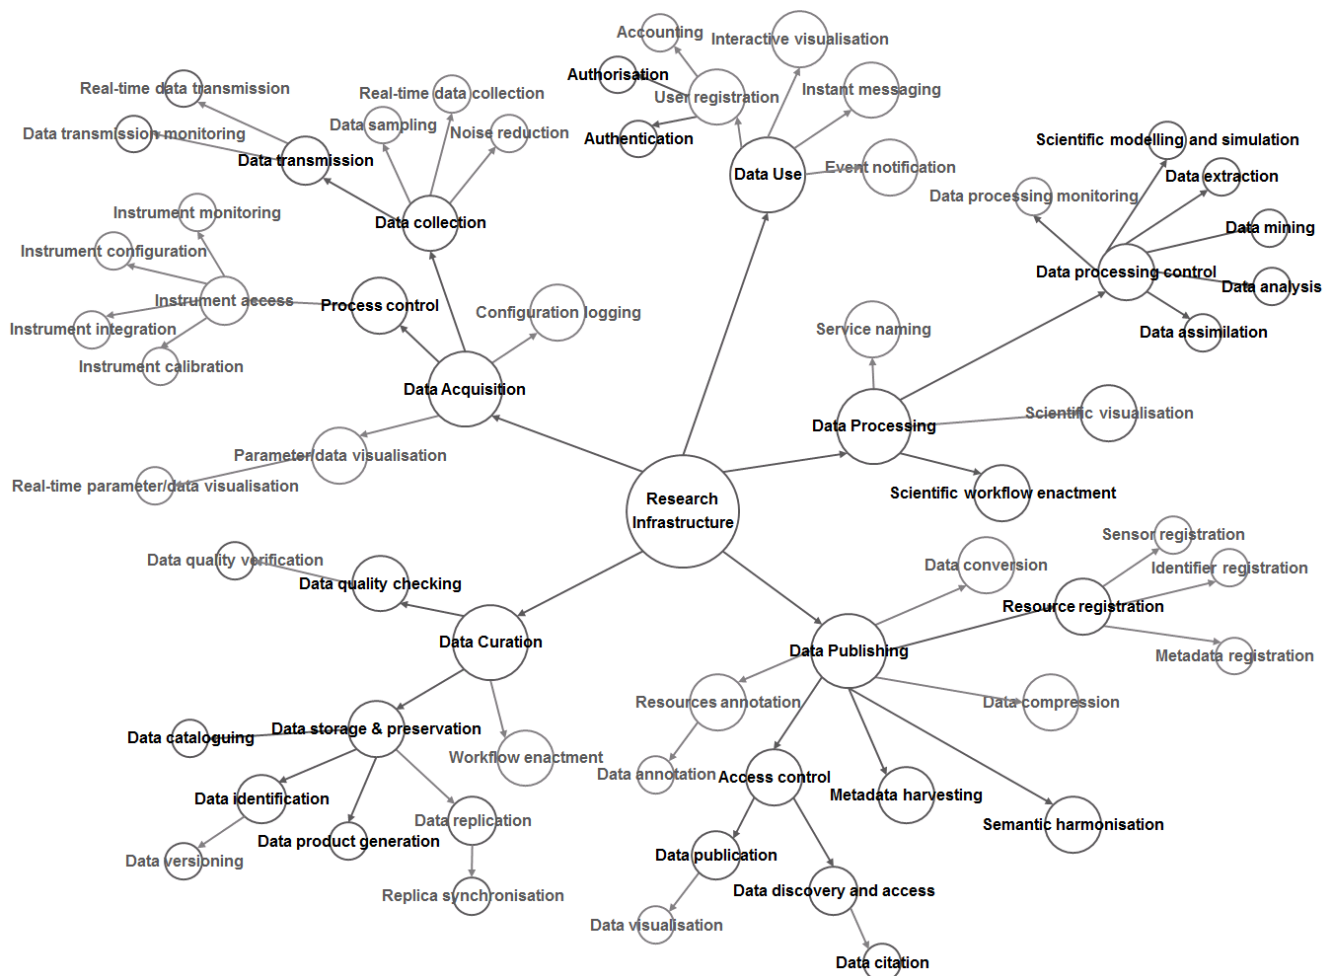 Accounting
Interactive visualisation
Authorisation
User registration
Instant messaging
Authentication
Data Use
Event notification
Real-time data transmission
Real-time data collection
Data transmission monitoring
Data sampling
Noise reduction
Data transmission
Data collection
Scientific modelling and simulation
Data extraction
Data processing monitoring
Data mining
Data processing control
Data analysis
Data assimilation
Instrument monitoring
Instrument configuration
Instrument access
Process control
Instrument integration
Configuration logging
Instrument calibration
Data Acquisition
Service naming
Data Processing
Scientific visualisation
Parameter/data visualisation
Real-time parameter/data visualisation
Scientific workflow enactment
Research
Infrastructure
Data quality verification
Data quality checking
Data Curation
Sensor registration
Data conversion
Identifier registration
Resource registration
Data Publishing
Metadata registration
Resources annotation
Data compression
Data storage & preservation
Data cataloguing
Workflow enactment
Data annotation
Access control
Metadata harvesting
Semantic harmonisation
Data identification
Data product generation
Data replication
Data versioning
Replica synchronisation
Data publication
Data discovery and access
Data visualisation
Data citation